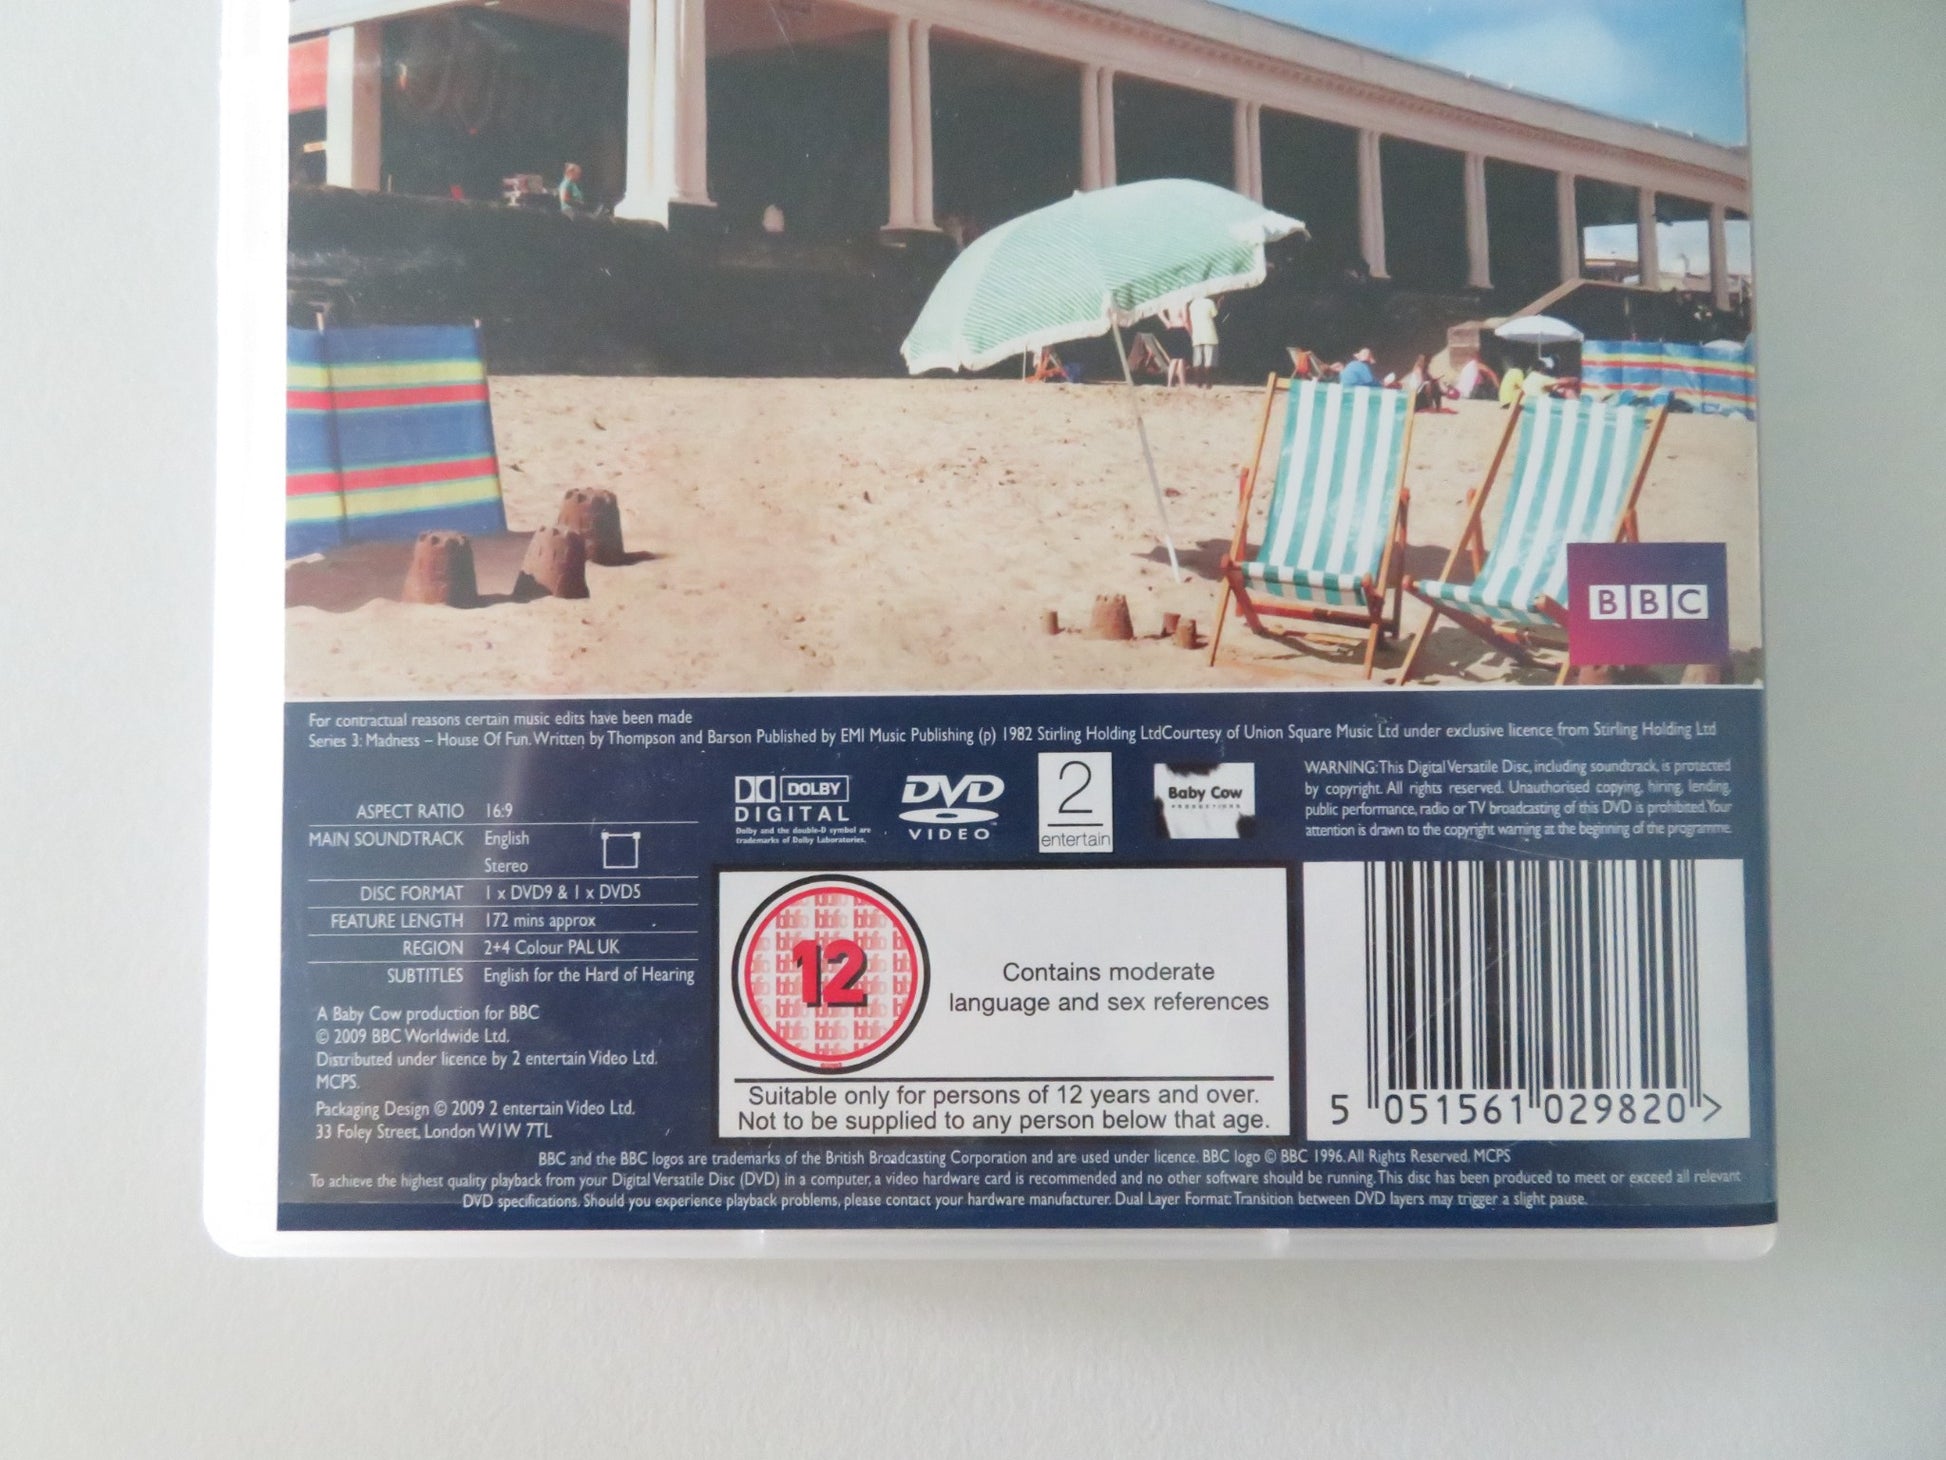 BBC
For contractual reasons certain music edits have been made
Series 3: Madness – House Of Fun. Written by Thompson and Barson Published by EMI Music Publishing (p) 1982 Stirling Holding LtdCourtesy of Union Square Music Ltd under exclusive licence from Stirling Holding Ltd
ASPECT RATIO 16:9
MAIN SOUNDTRACK English
Stereo
DISC FORMAT 1 x DVD9 & 1 x DVD5
FEATURE LENGTH 172 mins approx
REGION 2+4 Colour PAL UK
SUBTITLES English for the Hard of Hearing
A Baby Cow production for BBC
© 2009 BBC Worldwide Ltd.
Distributed under licence by 2 entertain Video Ltd.
MCPS.
Packaging Design © 2009 2 entertain Video Ltd.
33 Foley Street, London W1W 7TL
DOLBY
DIGITAL
Dolby and the double-D symbol are
trademarks of Dolby Laboratories.
DVD
VIDEO
2
entertain
Baby Cow
PRODUCTIONS
WARNING: This Digital Versatile Disc, including soundtrack, is protected
by copyright. All rights reserved. Unauthorised copying, hiring, lending,
public performance, radio or TV broadcasting of this DVD is prohibited. Your
attention is drawn to the copyright warning at the beginning of the programme.
12
Contains moderate
language and sex references
Suitable only for persons of 12 years and over.
Not to be supplied to any person below that age.
5 051561 029820 >
BBC and the BBC logos are trademarks of the British Broadcasting Corporation and are used under licence. BBC logo © BBC 1996. All Rights Reserved. MCPS
To achieve the highest quality playback from your Digital Versatile Disc (DVD) in a computer, a video hardware card is recommended and no other software should be running. This disc has been produced to meet or exceed all relevant
DVD specifications. Should you experience playback problems, please contact your hardware manufacturer. Dual Layer Format: Transition between DVD layers may trigger a slight pause.